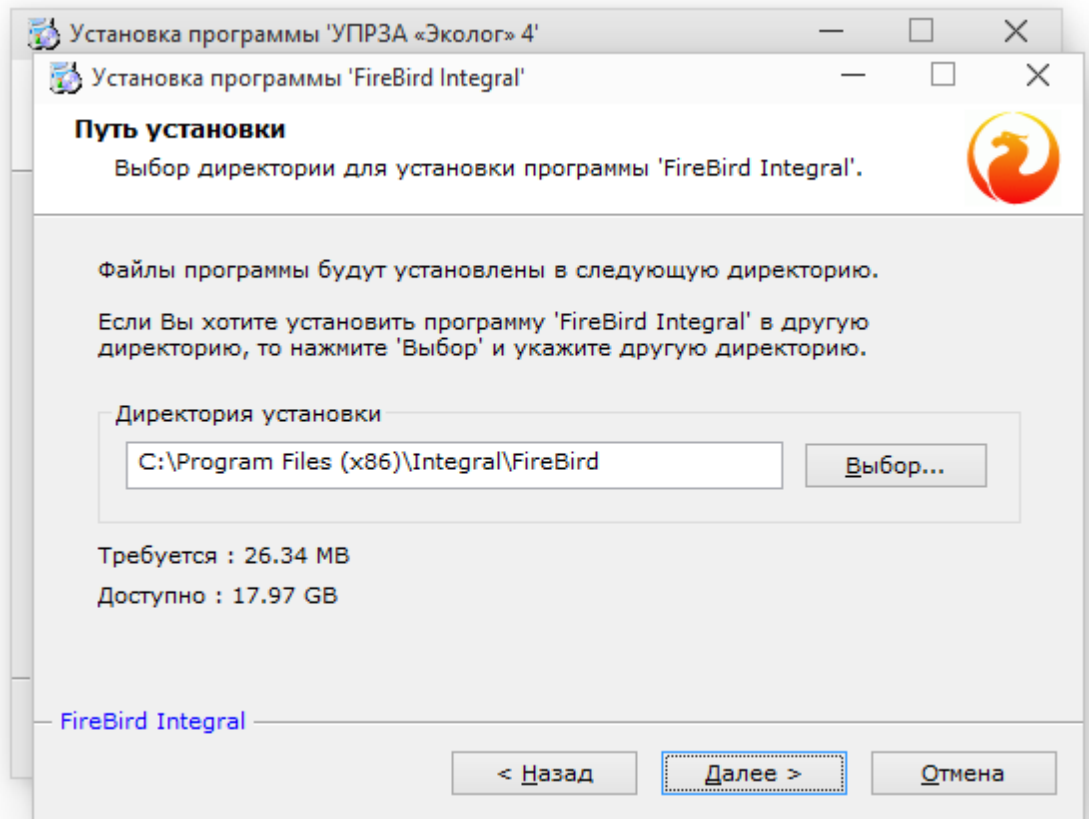 Установка программы 'УПРЗА «Эколог» 4'
Установка программы 'FireBird Integral'
Путь установки
Выбор директории для установки программы 'FireBird Integral'.
Файлы программы будут установлены в следующую директорию.
Если Вы хотите установить программу 'FireBird Integral' в другую
директорию, то нажмите 'Выбор' и укажите другую директорию.
Директория установки
C:\Program Files (x86)\Integral\FireBird
Выбор...
Требуется : 26.34 MB
Доступно : 17.97 GB
FireBird Integral
< Назад
Далее >
Отмена